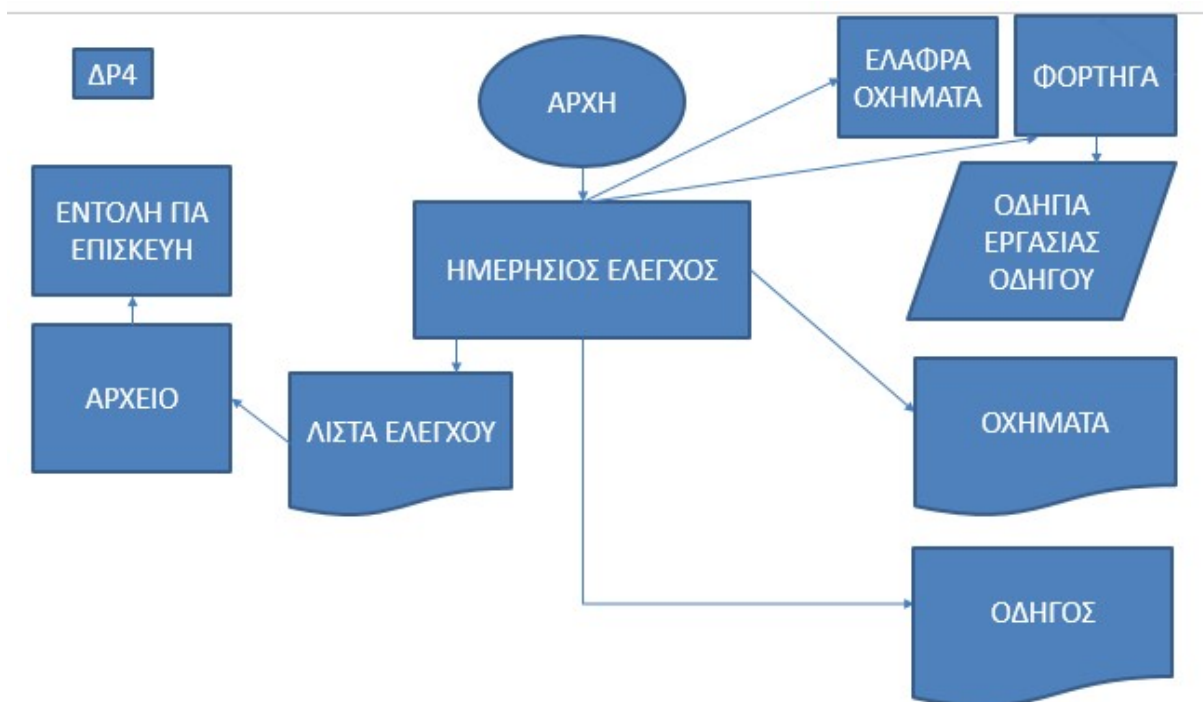 ΔΡ4
ΑΡΧΗ
ΕΛΑΦΡΑ
ΟΧΗΜΑΤΑ
ΦΟΡΤΗΓΑ
ΕΝΤΟΛΗ ΓΙΑ
ΕΠΙΣΚΕΥΗ
ΗΜΕΡΗΣΙΟΣ ΕΛΕΓΧΟΣ
ΟΔΗΓΙΑ
ΕΡΓΑΣΙΑΣ
ΟΔΗΓΟΥ
ΑΡΧΕΙΟ
ΛΙΣΤΑ ΕΛΕΓΧΟΥ
ΟΧΗΜΑΤΑ
ΟΔΗΓΟΣ